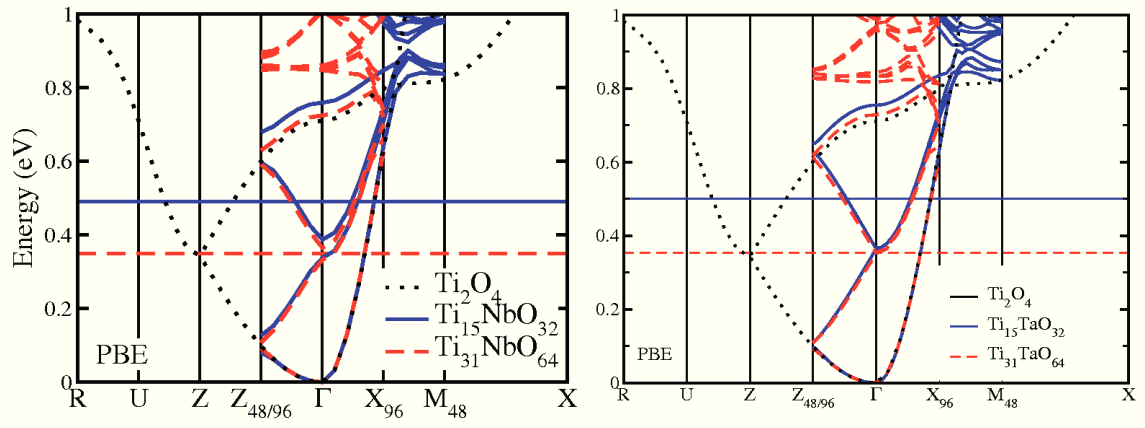 1
0.8
0.6
0.4
0.2
0
Energy (eV)
PBE
Ti2O4
Ti15NbO32
Ti31NbO64
R U Z Z48/96 Γ X96 M48 X
1
0.8
0.6
0.4
0.2
0
PBE
Ti2O4
Ti15TaO32
Ti31TaO64
R U Z Z48/96 Γ X96 M48 X